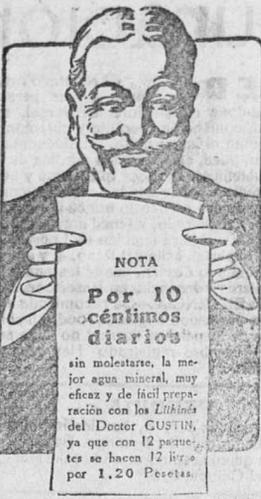 NOTA
Por 10
céntimos
diarios
sin molestarse, la me-
jor agua mineral, muy
eficaz y de fácil prepa-
ración con los Lithinés
del Doctor GUSTIN,
ya que con 12 paque-
tes se hacen 12 litros
por 1,20 Pesetas.